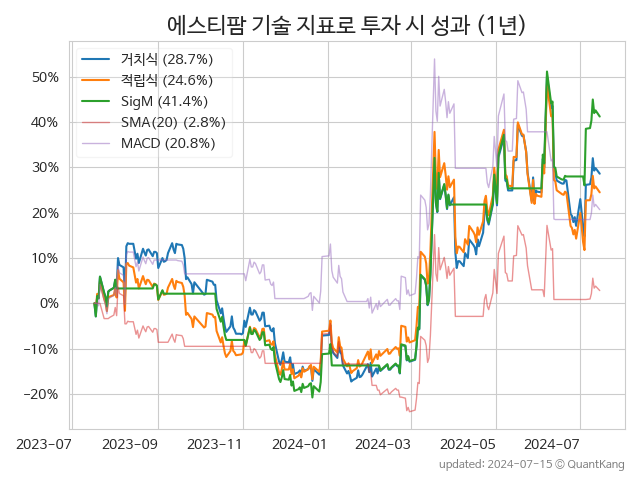 에스티팜 기술 지표로 투자 시 성과 (1년)
거치식 (28.7%)
적립식 (24.6%)
SigM (41.4%)
SMA(20) (2.8%)
MACD (20.8%)
50%
40%
30%
20%
10%
0%
−10%
−20%
2023-07 2023-09 2023-11 2024-01 2024-03 2024-05 2024-07
updated: 2024-07-15 © QuantKang